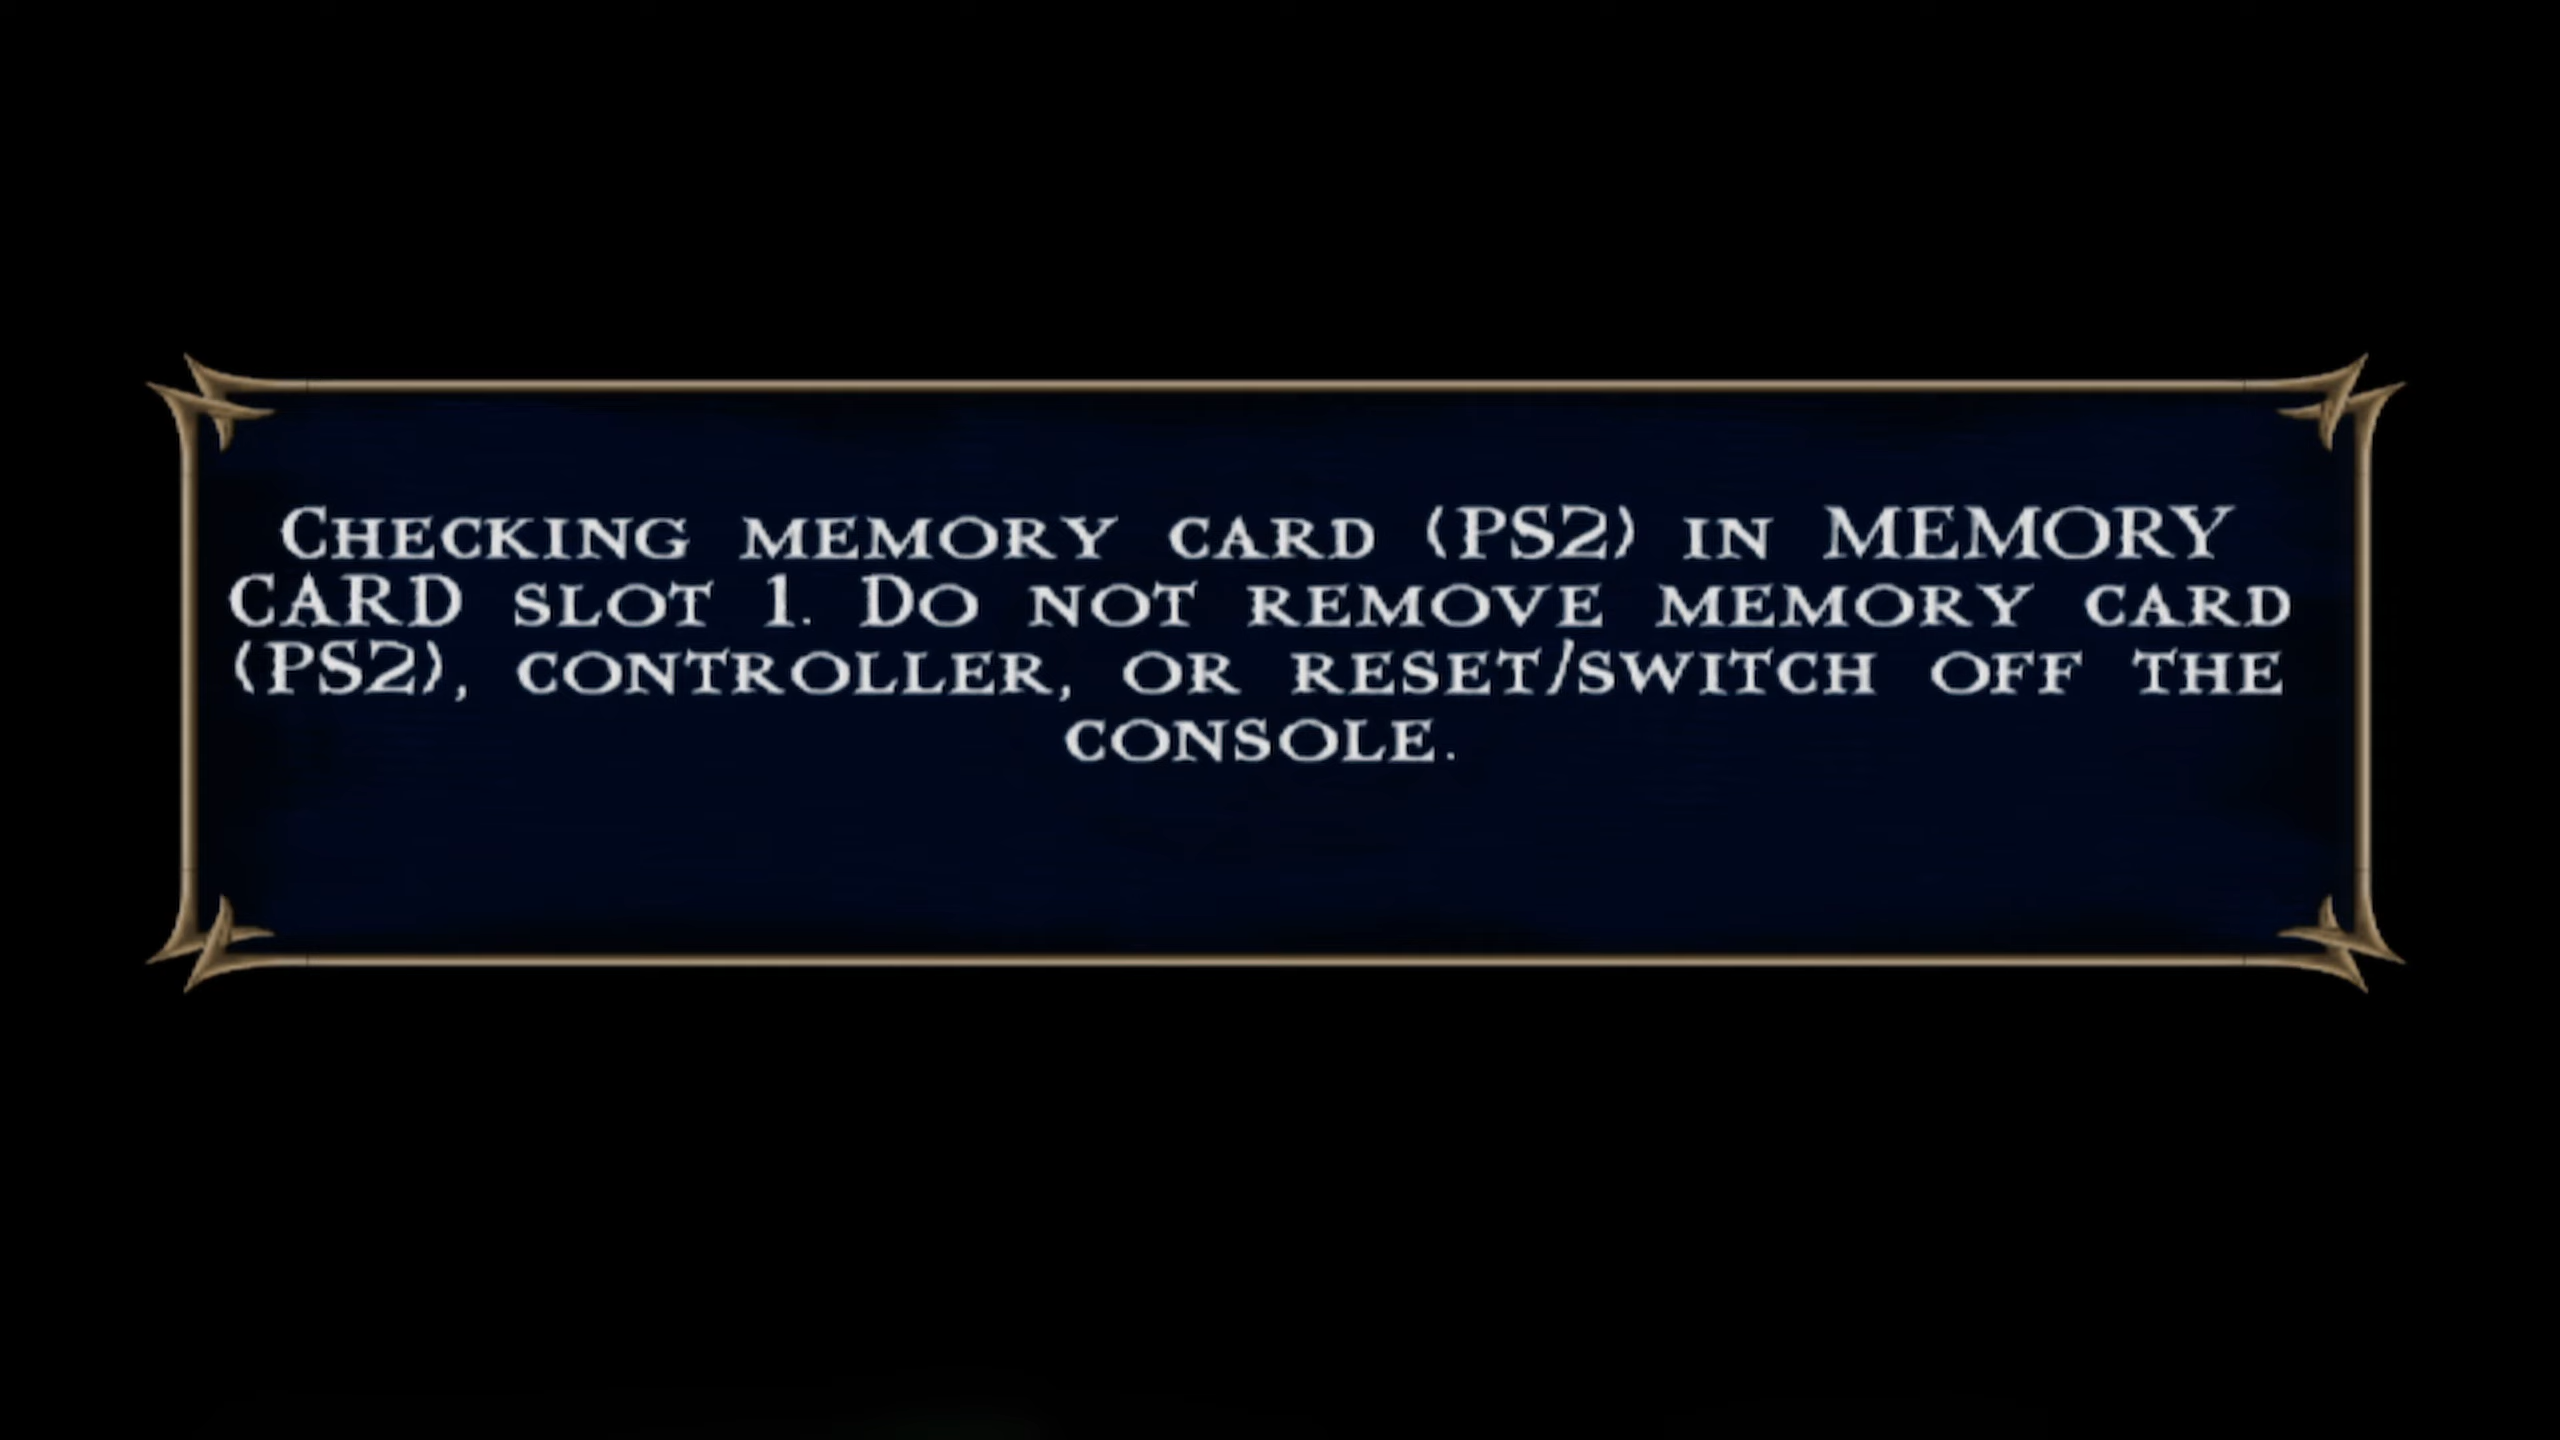 Checking memory card (PS2) in MEMORY
CARD slot 1. Do not remove memory card
(PS2), controller, or reset/switch off the
console.